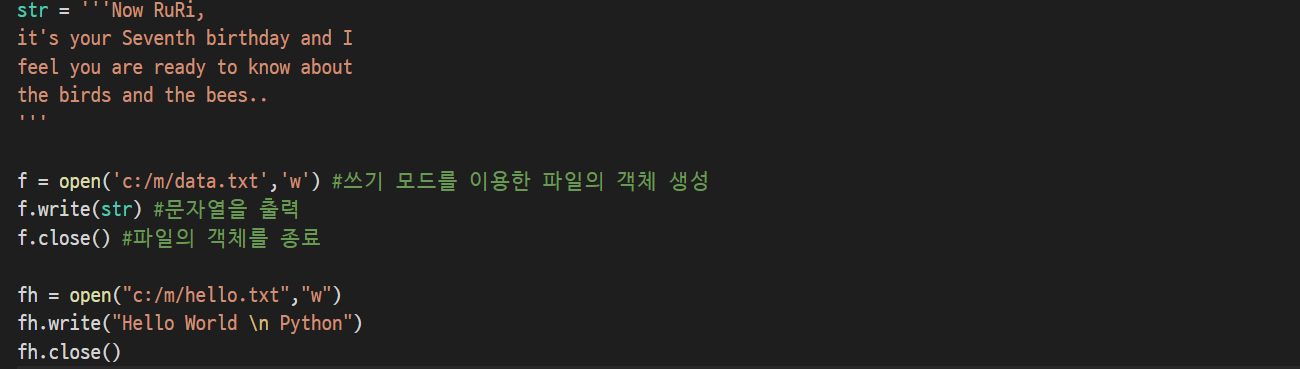 str = '''Now RuRi,
it's your Seventh birthday and I
feel you are ready to know about
the birds and the bees..
'''
f = open('c:/m/data.txt','w') #쓰기 모드를 이용한 파일의 객체 생성
f.write(str) #문자열을 출력
f.close() #파일의 객체를 종료
fh = open("c:/m/hello.txt","w")
fh.write("Hello World \n Python")
fh.close()